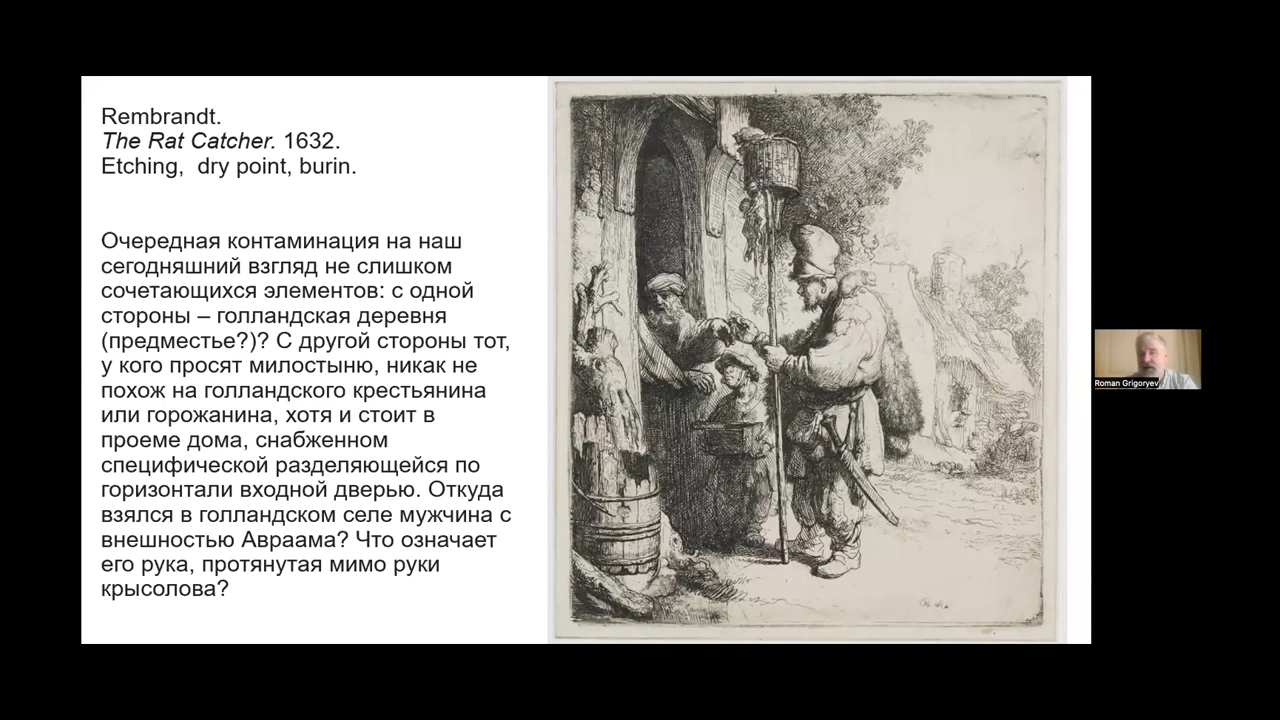 Rembrandt.
The Rat Catcher. 1632.
Etching,  dry point, burin.
Очередная контаминация на наш
сегодняшний взгляд не слишком
сочетающихся элементов: с одной
стороны – голландская деревня
(предместье?)? С другой стороны тот,
у кого просят милостыню, никак не
похож на голландского крестьянина
или горожанина, хотя и стоит в
проеме дома, снабженном
специфической разделяющейся по
горизонтали входной дверью. Откуда
взялся в голландском селе мужчина с
внешностью Авраама? Что означает
его рука, протянутая мимо руки
крысолова?
Roman Grigoryev